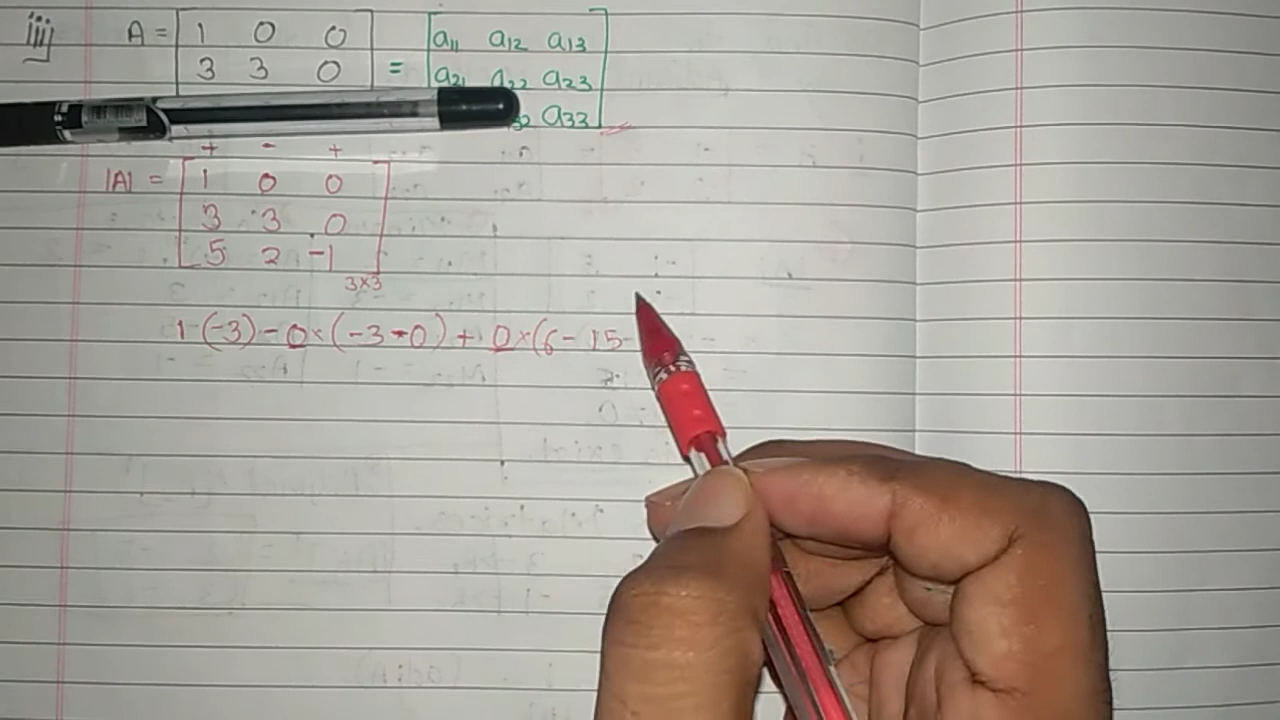 iij A = 1 0 0 a11 a12 a13
3 3 0 = a21 a22 a23
a33
+ - +
|A| = 1 0 0
3 3 0
5 2 -1
3×3
1 (-3) - 0×(-3-0) + 0×(6-15